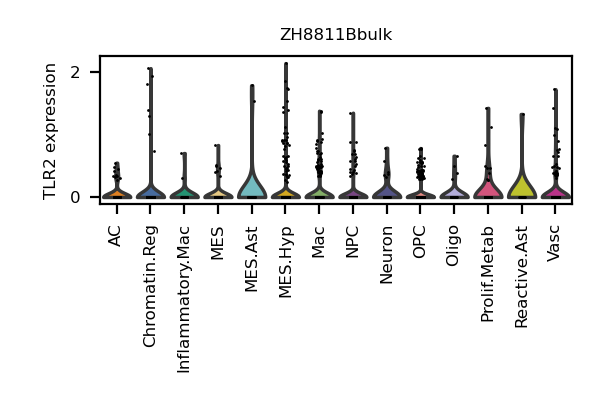 ZH8811Bbulk
TLR2 expression
2
0
AC
Chromatin.Reg
Inflammatory.Mac
MES
MES.Ast
MES.Hyp
Mac
NPC
Neuron
OPC
Oligo
Prolif.Metab
Reactive.Ast
Vasc